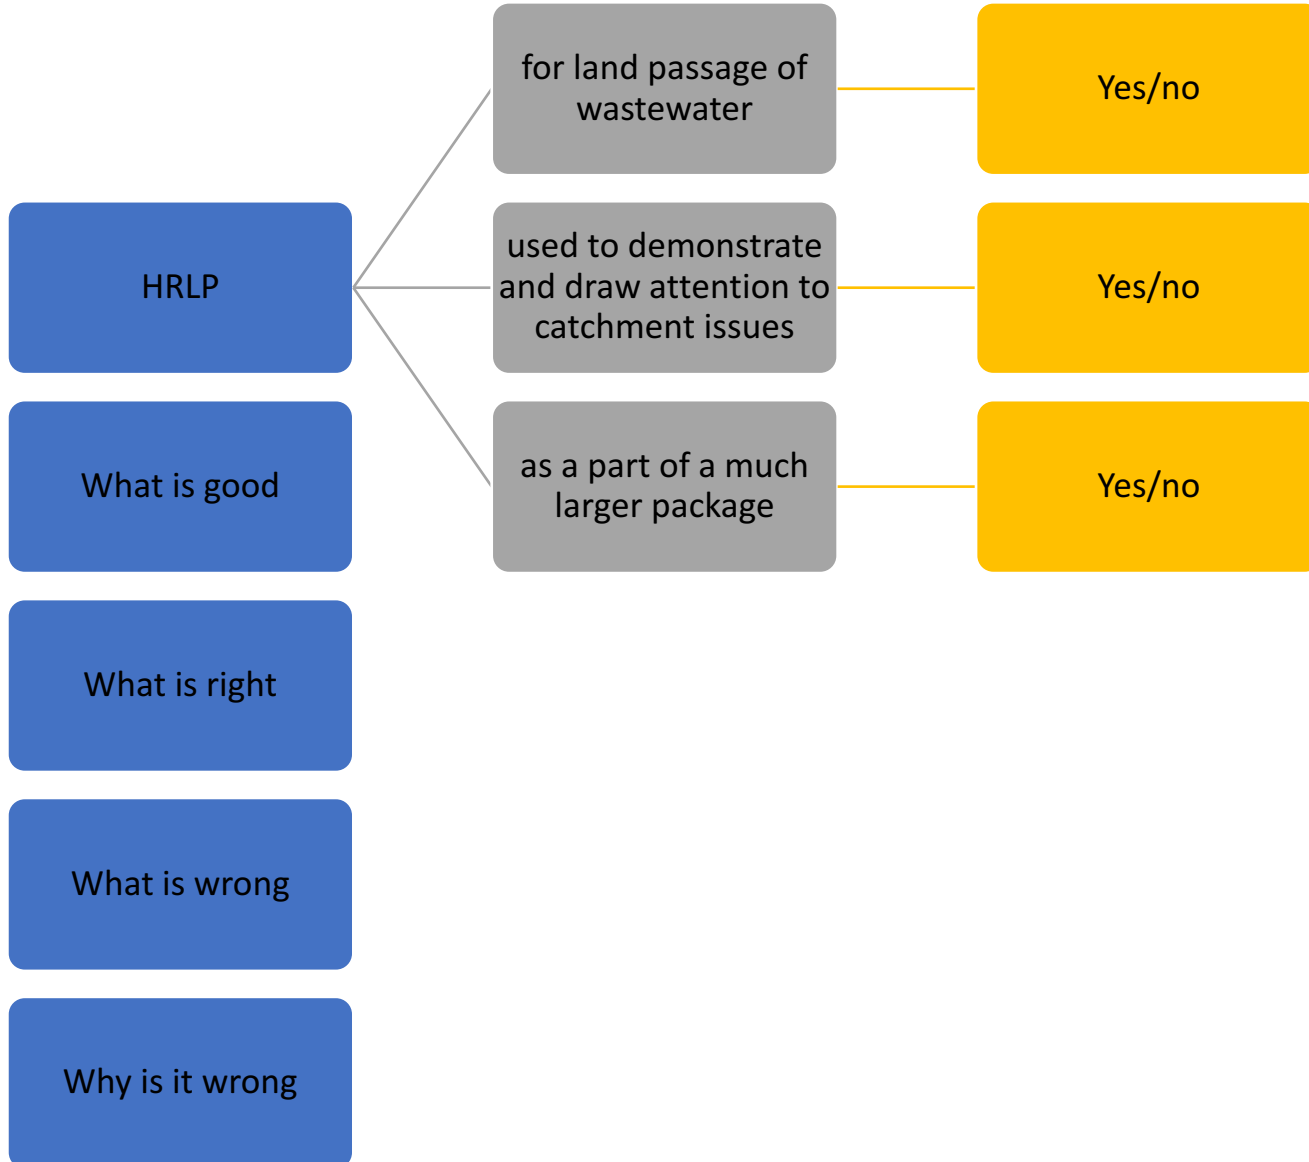 for land passage of
wastewater
Yes/no
HRLP
used to demonstrate
and draw attention to
catchment issues
Yes/no
What is good
as a part of a much
larger package
Yes/no
What is right
What is wrong
Why is it wrong